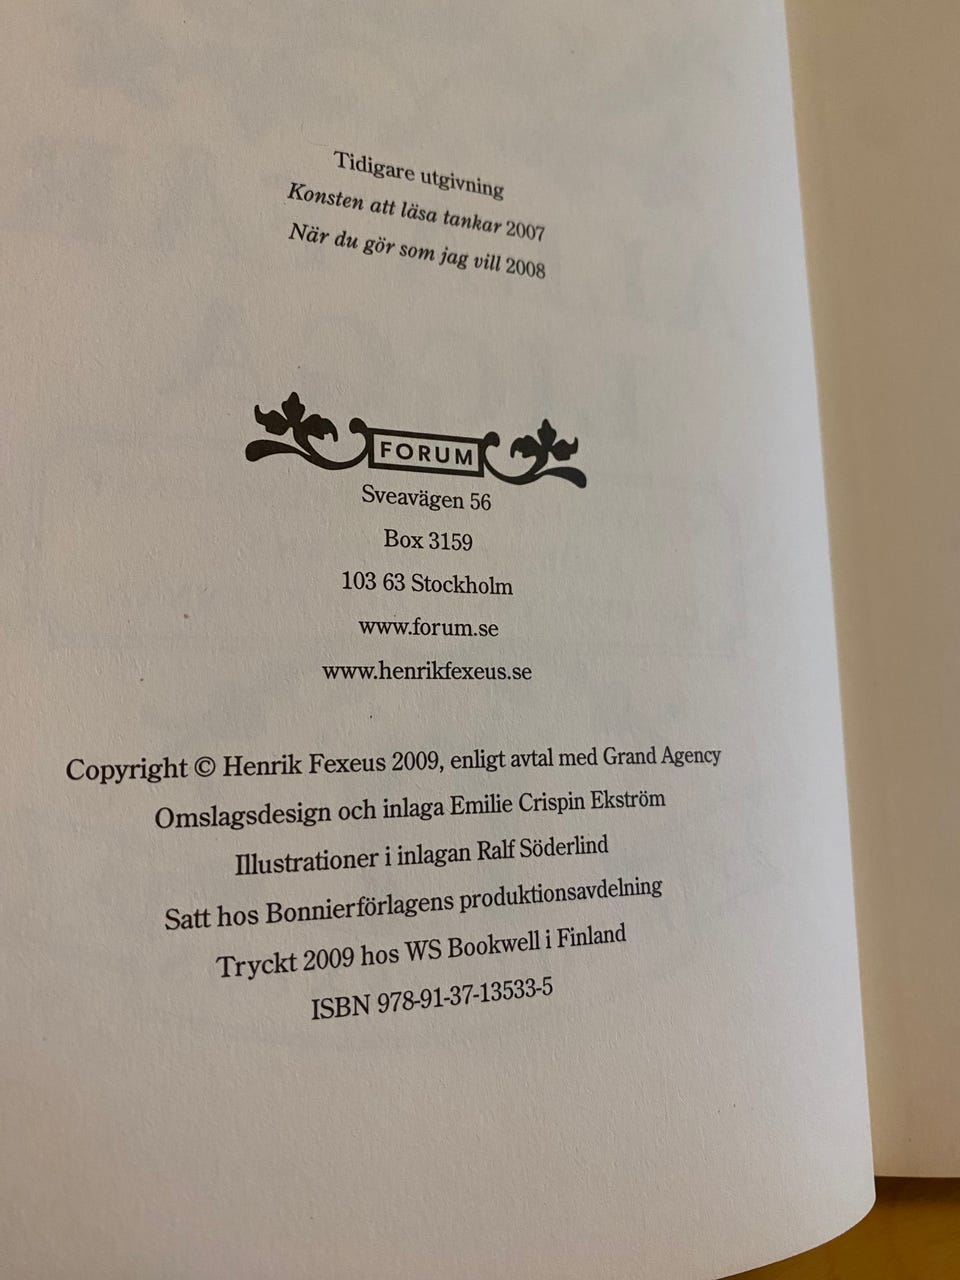 Tidigare utgivning
Konsten att läsa tankar 2007
När du gör som jag vill 2008
FORUM
Sveavägen 56
Box 3159
103 63 Stockholm
www.forum.se
www.henrikfexeus.se
Copyright © Henrik Fexeus 2009, enligt avtal med Grand Agency
Omslagsdesign och inlaga Emilie Crispin Ekström
Illustrationer i inlagan Ralf Söderlind
Satt hos Bonnierförlagens produktionsavdelning
Tryckt 2009 hos WS Bookwell i Finland
ISBN 978-91-37-13533-5